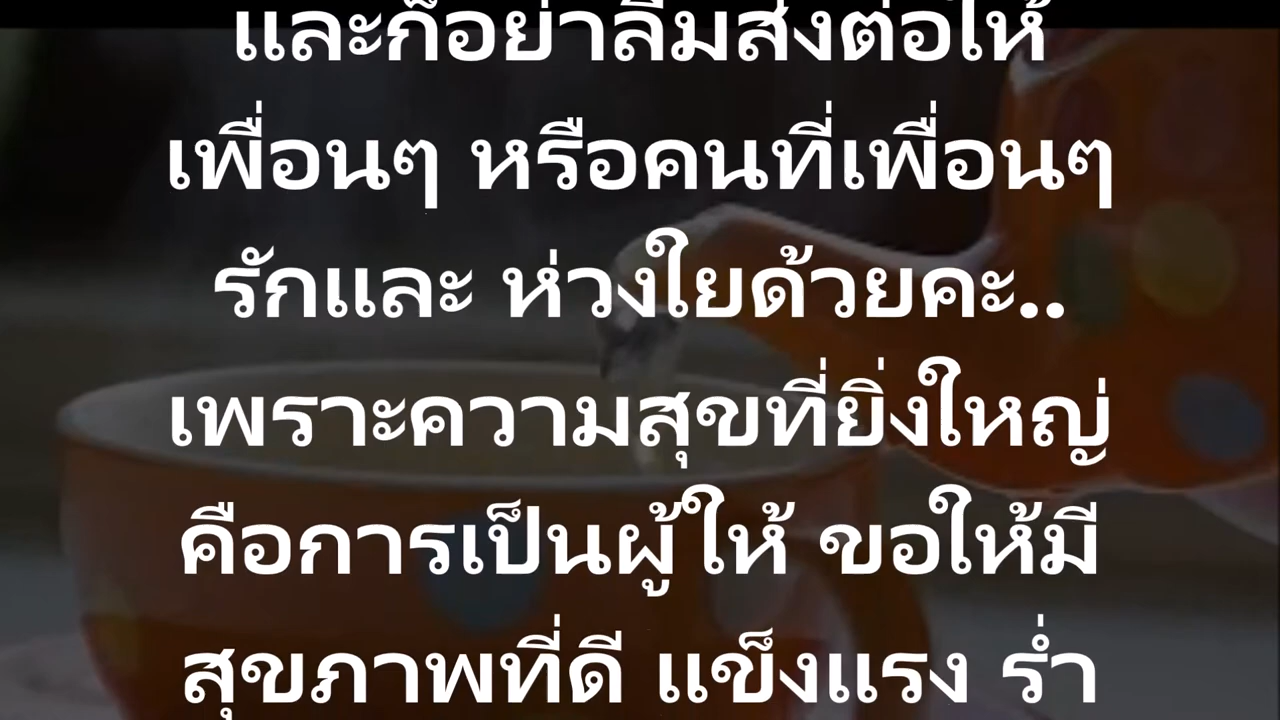 และก็อย่าลืมส่งต่อให้
เพื่อนๆ หรือคนที่เพื่อนๆ
รักและ ห่วงใยด้วยคะ..
เพราะความสุขที่ยิ่งใหญ่
คือการเป็นผู้ให้ ขอให้มี
สุขภาพที่ดี แข็งแรง ร่ำ